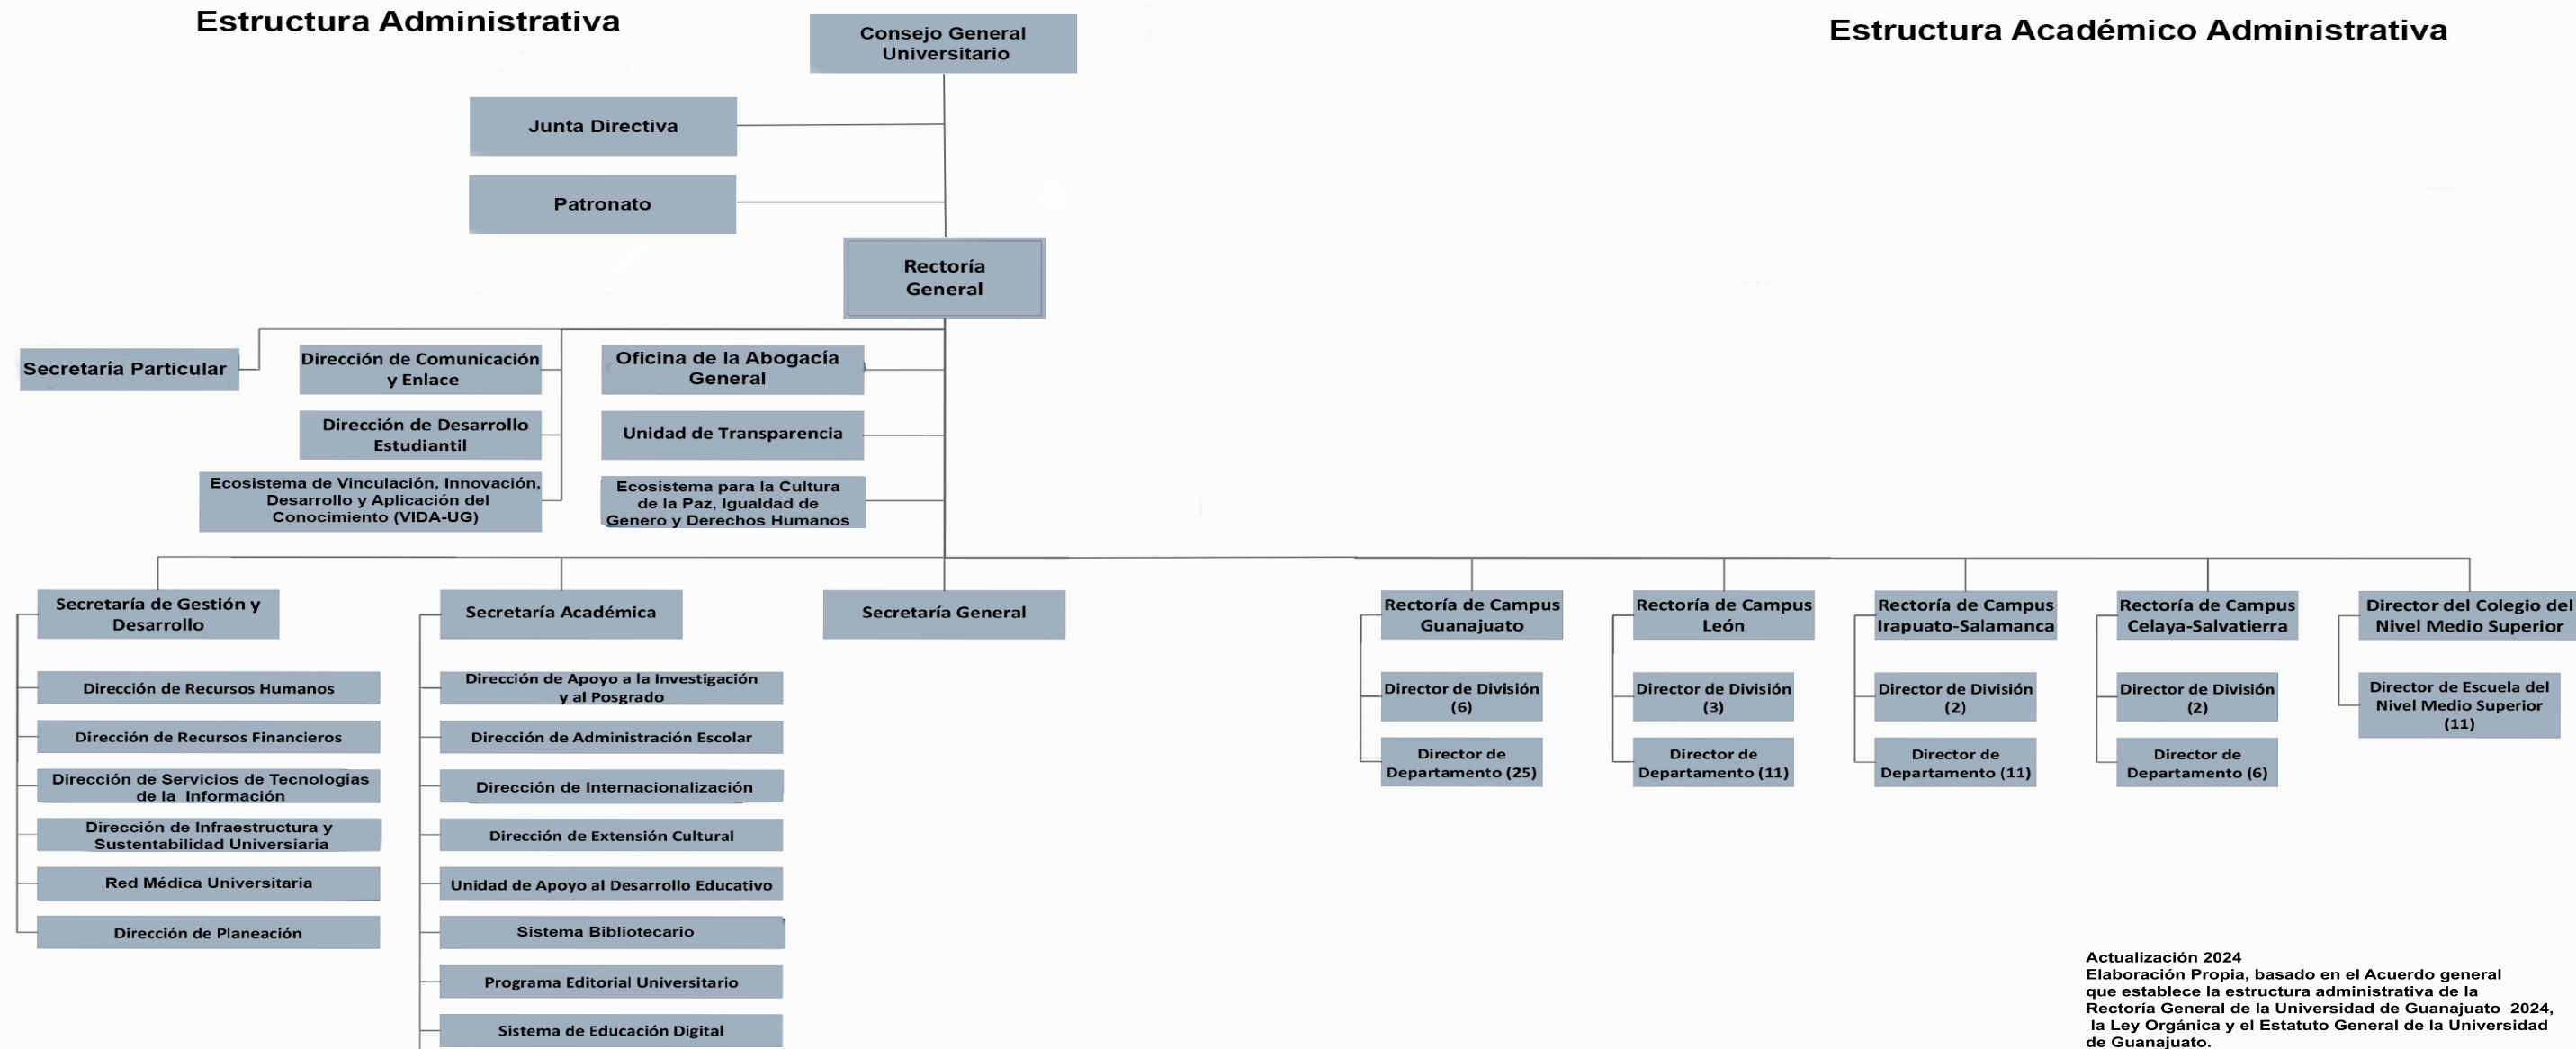 Estructura Administrativa
Estructura Académico Administrativa
Consejo General
Universitario
Junta Directiva
Patronato
Rectoría
General
Secretaría Particular
Dirección de Comunicación
y Enlace
Oficina de la Abogacía
General
Dirección de Desarrollo
Estudiantil
Unidad de Transparencia
Ecosistema de Vinculación, Innovación,
Desarrollo y Aplicación del
Conocimiento (VIDA-UG)
Ecosistema para la Cultura
de la Paz, Igualdad de
Genero y Derechos Humanos
Secretaría de Gestión y
Desarrollo
Dirección de Recursos Humanos
Dirección de Recursos Financieros
Dirección de Servicios de Tecnologías
de la  Información
Dirección de Infraestructura y
Sustentabilidad Universiaria
Red Médica Universitaria
Dirección de Planeación
Secretaría Académica
Dirección de Apoyo a la Investigación
y al Posgrado
Dirección de Administración Escolar
Dirección de Internacionalización
Dirección de Extensión Cultural
Unidad de Apoyo al Desarrollo Educativo
Sistema Bibliotecario
Programa Editorial Universitario
Sistema de Educación Digital
Secretaría General
Rectoría de Campus
Guanajuato
Director de División
(6)
Director de
Departamento (25)
Rectoría de Campus
León
Director de División
(3)
Director de
Departamento (11)
Rectoría de Campus
Irapuato-Salamanca
Director de División
(2)
Director de
Departamento (11)
Rectoría de Campus
Celaya-Salvatierra
Director de División
(2)
Director de
Departamento (6)
Director del Colegio del
Nivel Medio Superior
Director de Escuela del
Nivel Medio Superior
(11)
Actualización 2024
Elaboración Propia, basado en el Acuerdo general
que establece la estructura administrativa de la
Rectoría General de la Universidad de Guanajuato  2024,
la Ley Orgánica y el Estatuto General de la Universidad
de Guanajuato.